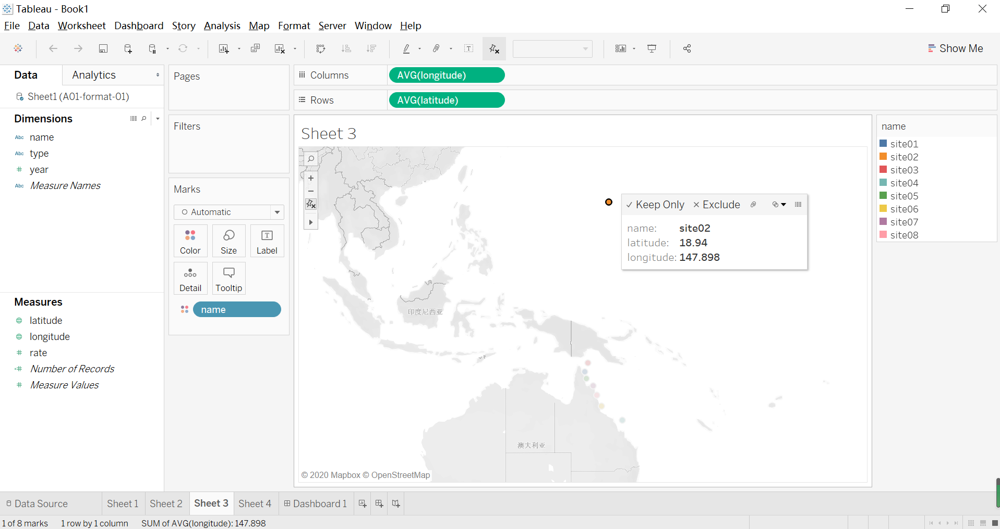 Tableau - Book1
File Data Worksheet Dashboard Story Analysis Map Format Server Window Help
Show Me
Data Analytics
Sheet1 (A01-format-01)
Dimensions
Abc name
Abc type
# year
Abc Measure Names
Measures
latitude
longitude
# rate
=# Number of Records
# Measure Values
Pages
Filters
Marks
Automatic
Color Size Label
Detail Tooltip
name
Columns AVG(longitude)
Rows AVG(latitude)
Sheet 3
Keep Only Exclude
name: site02
latitude: 18.94
longitude: 147.898
印度尼西亚
澳大利亚
© 2020 Mapbox © OpenStreetMap
name
site01
site02
site03
site04
site05
site06
site07
site08
Data Source Sheet 1 Sheet 2 Sheet 3 Sheet 4 Dashboard 1
1 of 8 marks 1 row by 1 column SUM of AVG(longitude): 147.898